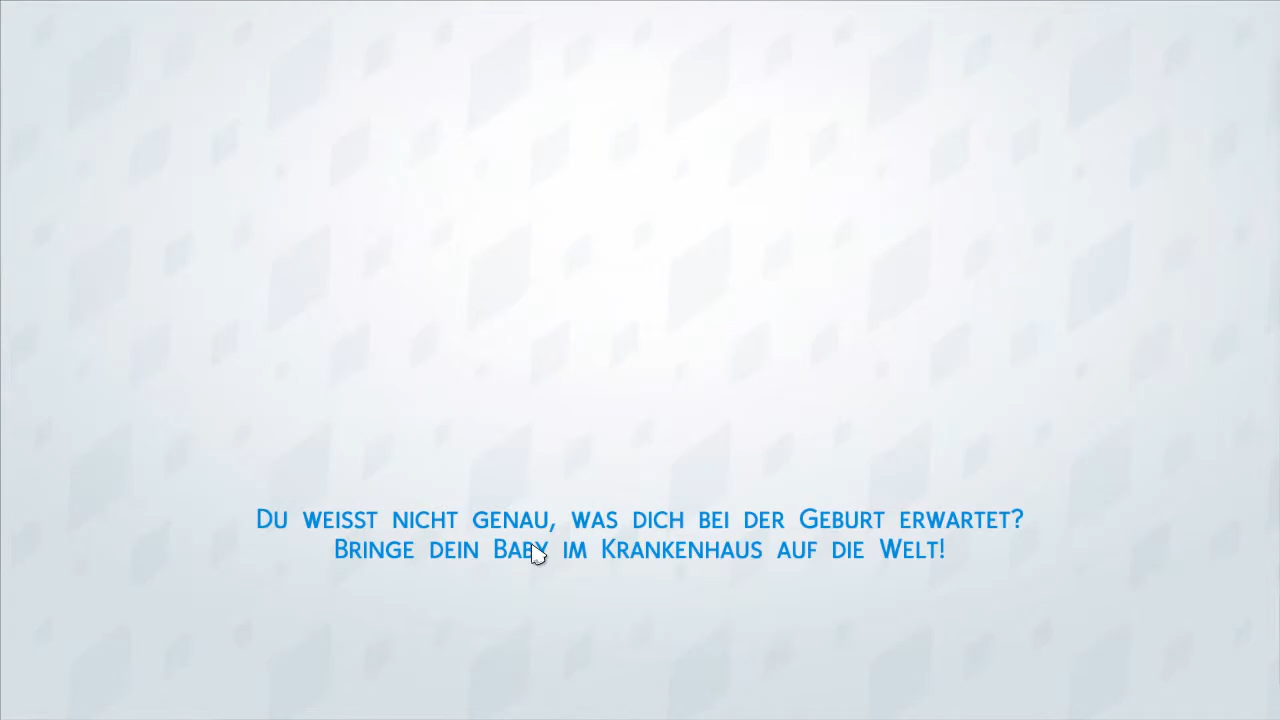 Du weisst nicht genau, was dich bei der Geburt erwartet?
Bringe dein Baby im Krankenhaus auf die Welt!